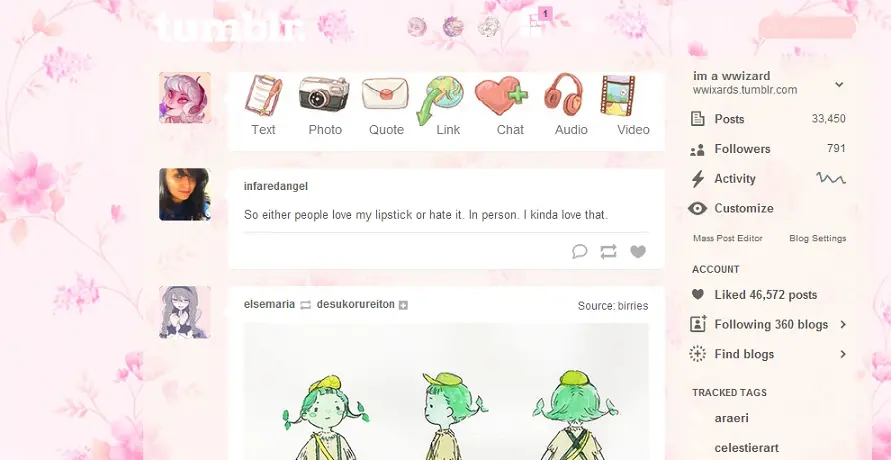 tumblr.
1
Text Photo Quote Link Chat Audio Video
infaredangel
So either people love my lipstick or hate it. In person. I kinda love that.
elsemaria desukorureiton
Source: birries
im a wwizard
wwixards.tumblr.com
Posts 33,450
Followers 791
Activity
Customize
Mass Post Editor Blog Settings
ACCOUNT
Liked 46,572 posts
Following 360 blogs
Find blogs
TRACKED TAGS
araeri
celestierart